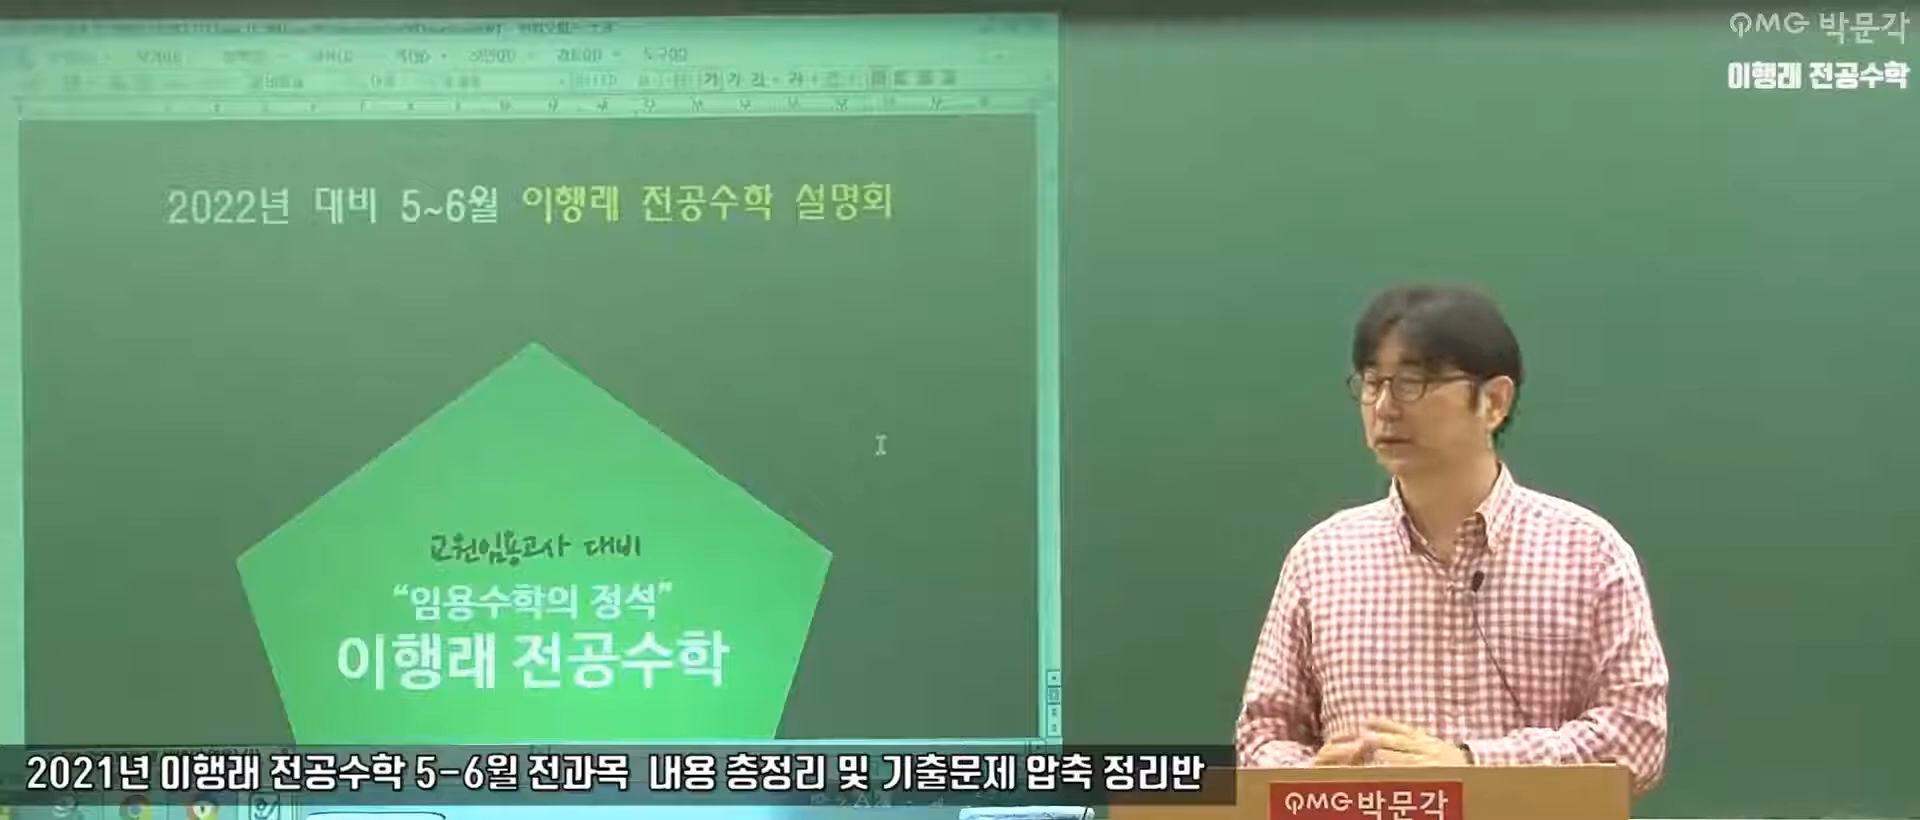 PMG 박문각
이행래 전공수학
2022년 대비 5~6월 이행래 전공수학 설명회
교원임용고사 대비
“임용수학의 정석”
이행래 전공수학
2021년 이행래 전공수학 5-6월 전과목 내용 총정리 및 기출문제 압축 정리반
PMG 박문각